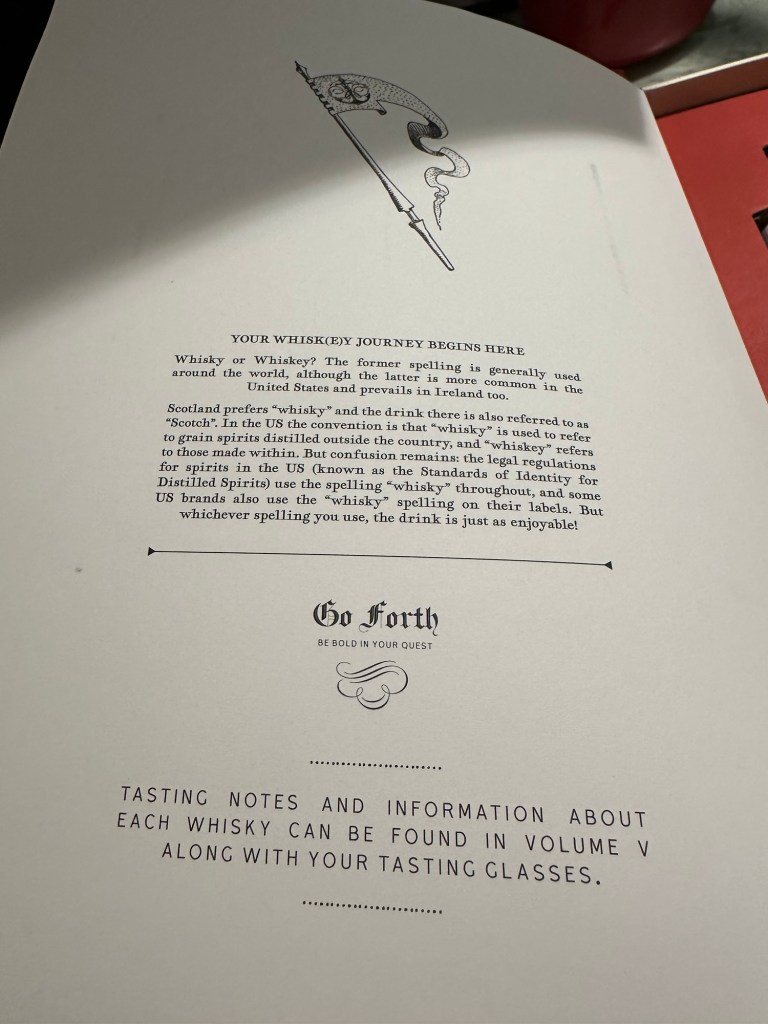 YOUR WHISK(E)Y JOURNEY BEGINS HERE
Whisky or Whiskey? The former spelling is generally used
around the world, although the latter is more common in the
United States and prevails in Ireland too.
Scotland prefers “whisky” and the drink there is also referred to as
“Scotch”. In the US the convention is that “whisky” is used to refer
to grain spirits distilled outside the country, and “whiskey” refers
to those made within. But confusion remains: the legal regulations
for spirits in the US (known as the Standards of Identity for
Distilled Spirits) use the spelling “whisky” throughout, and some
US brands also use the “whisky” spelling on their labels. But
whichever spelling you use, the drink is just as enjoyable!
Go Forth
BE BOLD IN YOUR QUEST
TASTING NOTES AND INFORMATION ABOUT
EACH WHISKY CAN BE FOUND IN VOLUME V
ALONG WITH YOUR TASTING GLASSES.